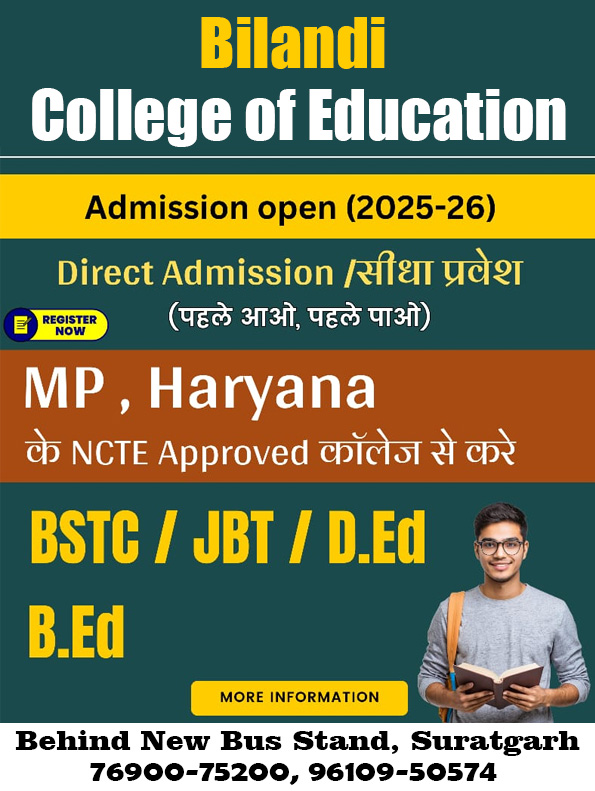 Bilandi
College of Education
Admission open (2025-26)
Direct Admission /सीधा प्रवेश
(पहले आओ, पहले पाओ)
REGISTER
NOW
MP , Haryana
के NCTE Approved कॉलेज से करे
BSTC / JBT / D.Ed
B.Ed
MORE INFORMATION
Behind New Bus Stand, Suratgarh
76900-75200, 96109-50574